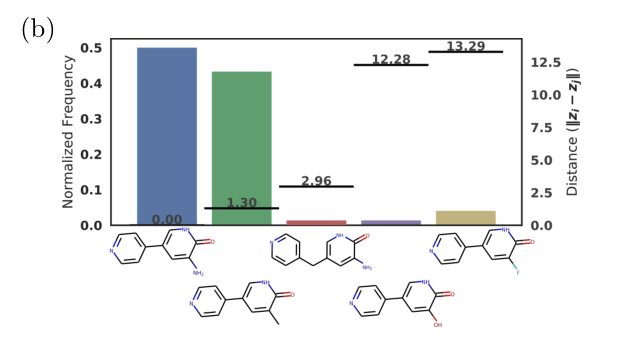 (b)
Normalized Frequency
0.5
0.4
0.3
0.2
0.1
0.0
0.00
1.30
2.96
12.28
13.29
12.5
10.0
7.5
5.0
2.5
0.0
Distance (‖z_i − z_j‖)
N NH O NH₂
N NH O NH₂
N NH O F
N NH O
N NH O OH